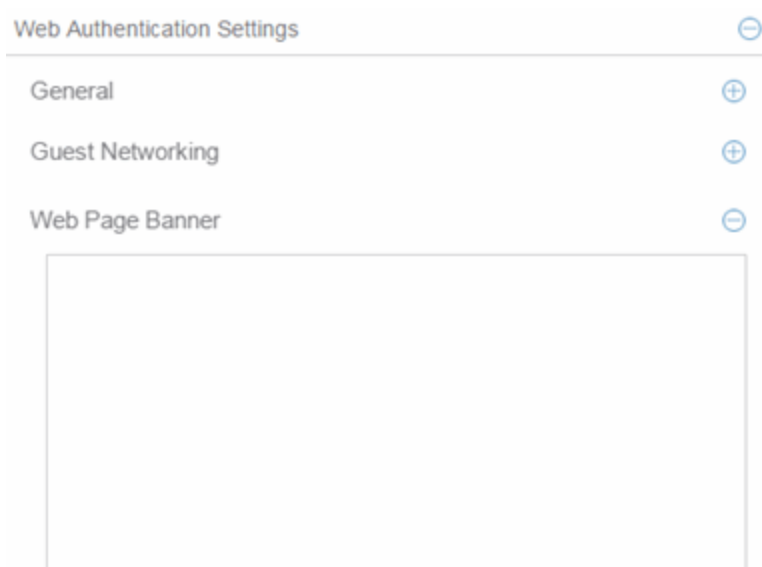 Web Authentication Settings
General
Guest Networking
Web Page Banner